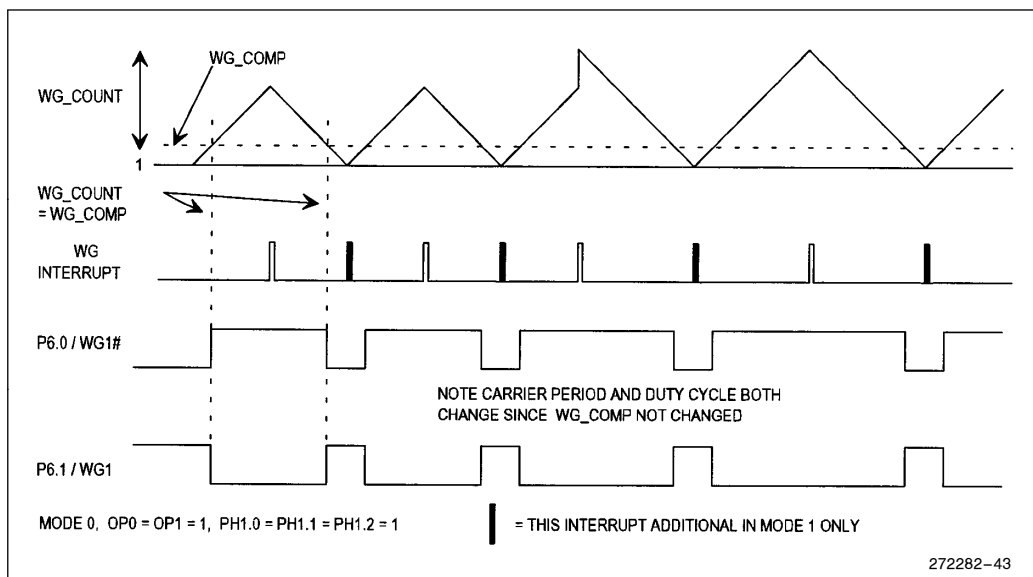 WG_COMP
WG_COUNT
1
WG_COUNT
= WG_COMP
WG
INTERRUPT
P6.0 / WG1#
NOTE CARRIER PERIOD AND DUTY CYCLE BOTH
CHANGE SINCE WG_COMP NOT CHANGED
P6.1 / WG1
MODE 0, OP0 = OP1 = 1, PH1.0 = PH1.1 = PH1.2 = 1
= THIS INTERRUPT ADDITIONAL IN MODE 1 ONLY
272282–43